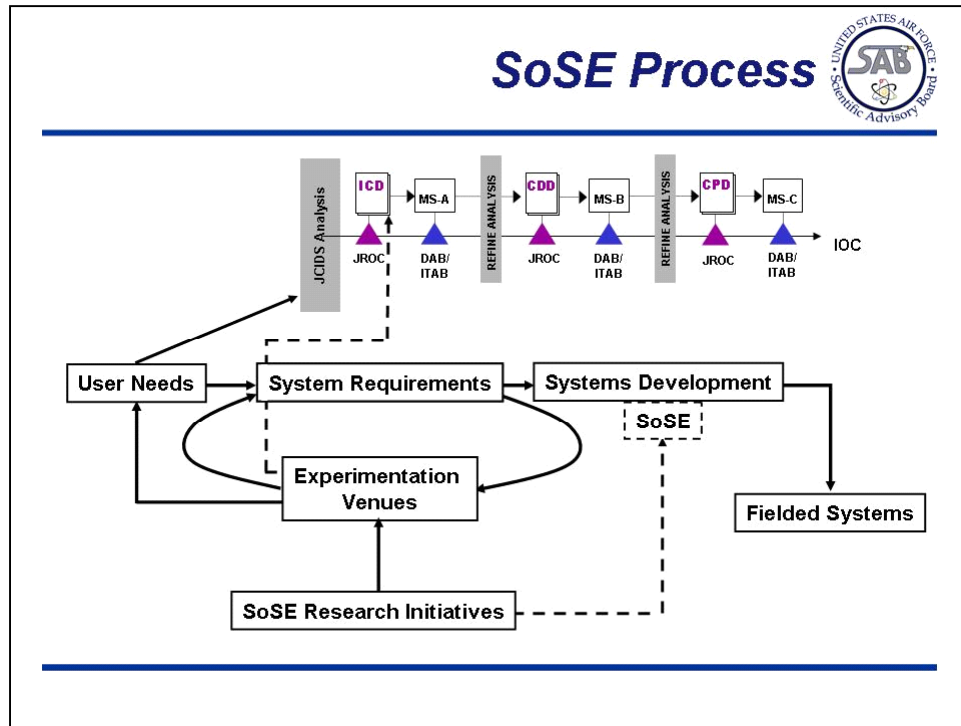 SoSE Process
UNITED STATES AIR FORCE
SAB
Scientific Advisory Board
JCIDS Analysis
ICD
MS-A
REFINE ANALYSIS
CDD
MS-B
REFINE ANALYSIS
CPD
MS-C
IOC
JROC
DAB/
ITAB
JROC
DAB/
ITAB
JROC
DAB/
ITAB
User Needs
System Requirements
Systems Development
SoSE
Experimentation
Venues
Fielded Systems
SoSE Research Initiatives